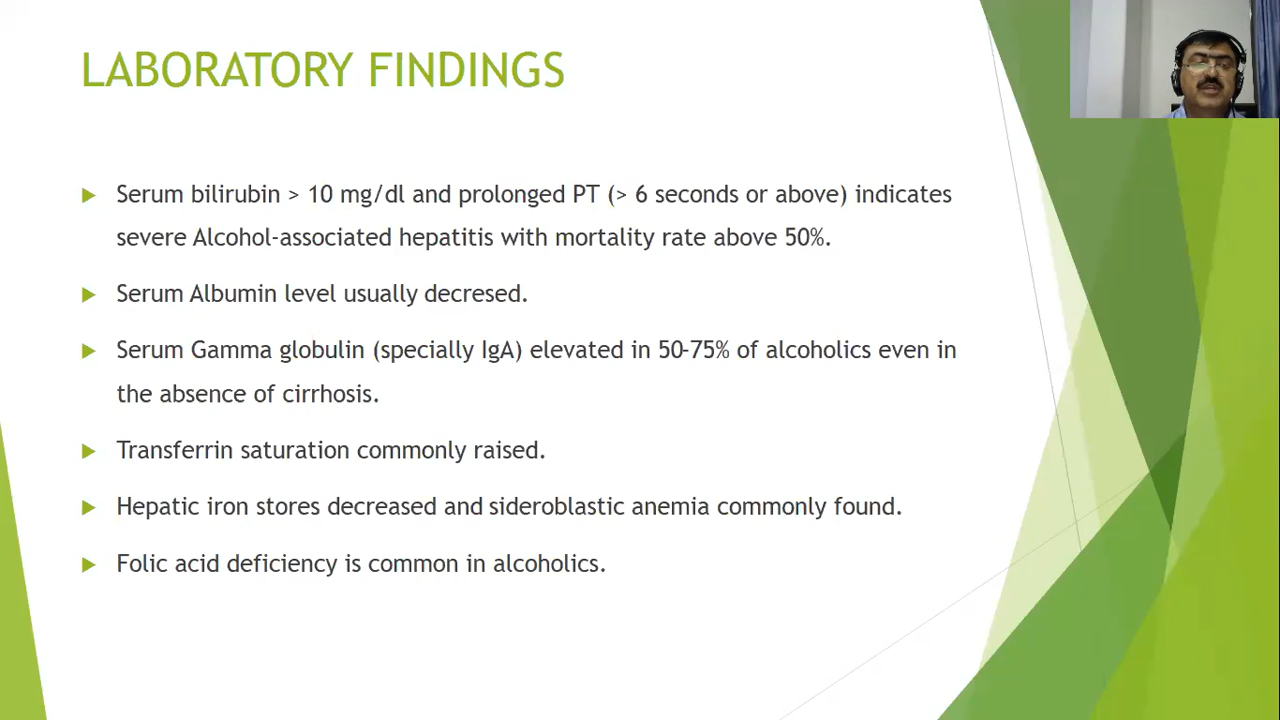 LABORATORY FINDINGS
Serum bilirubin > 10 mg/dl and prolonged PT (> 6 seconds or above) indicates
severe Alcohol-associated hepatitis with mortality rate above 50%.
Serum Albumin level usually decresed.
Serum Gamma globulin (specially IgA) elevated in 50-75% of alcoholics even in
the absence of cirrhosis.
Transferrin saturation commonly raised.
Hepatic iron stores decreased and sideroblastic anemia commonly found.
Folic acid deficiency is common in alcoholics.